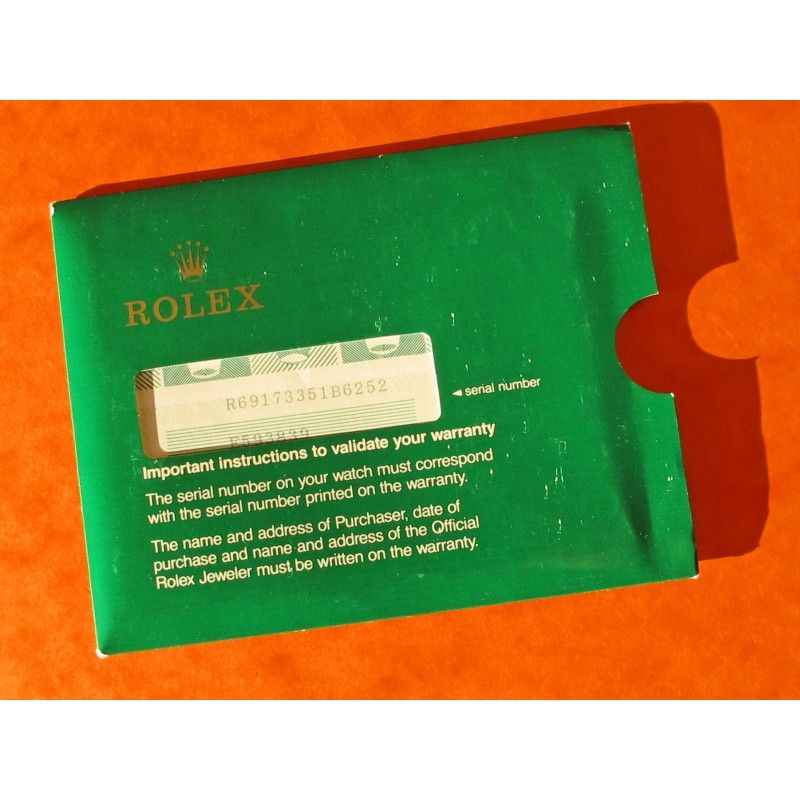 ROLEX
R69173351B6252
◄ serial number
E593839
Important instructions to validate your warranty
The serial number on your watch must correspond
with the serial number printed on the warranty.
The name and address of Purchaser, date of
purchase and name and address of the Official
Rolex Jeweler must be written on the warranty.